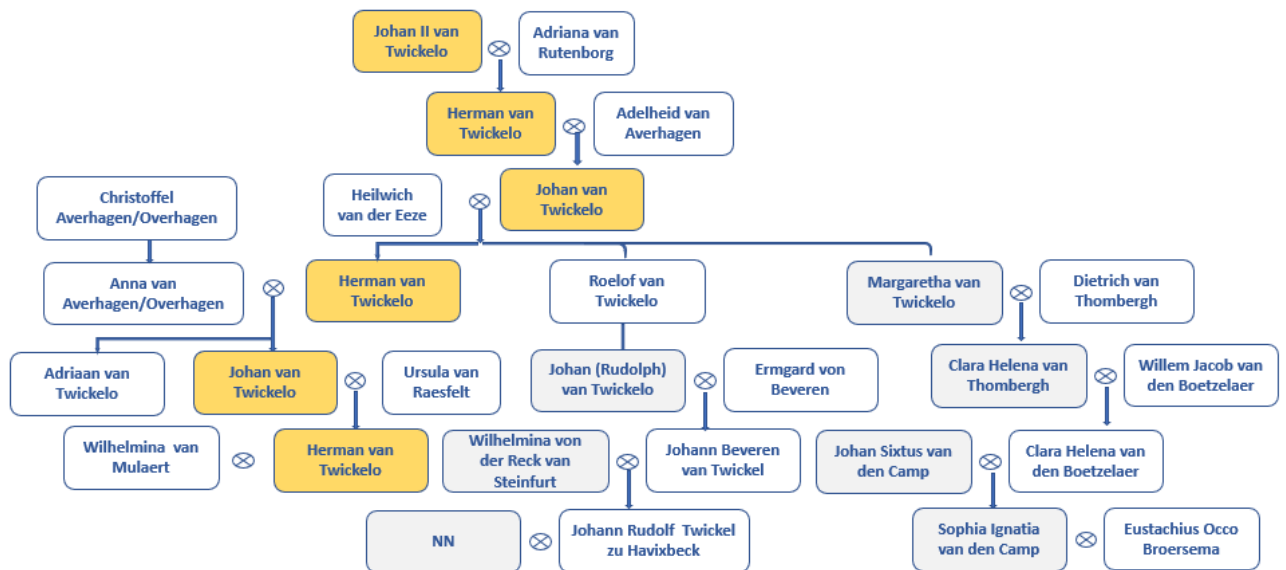 Johan II van
Twickelo
Adriana van
Rutenborg
Herman van
Twickelo
Adelheid van
Averhagen
Christoffel
Averhagen/Overhagen
Heilwich
van der Eeze
Johan van
Twickelo
Anna van
Averhagen/Overhagen
Herman van
Twickelo
Roelof van
Twickelo
Margaretha van
Twickelo
Dietrich van
Thombergh
Adriaan van
Twickelo
Johan van
Twickelo
Ursula van
Raesfelt
Johan (Rudolph)
van Twickelo
Ermgard von
Beveren
Clara Helena van
Thombergh
Willem Jacob van
den Boetzelaer
Wilhelmina van
Mulaert
Herman van
Twickelo
Wilhelmina von
der Reck van
Steinfurt
Johann Beveren
van Twickel
Johan Sixtus van
den Camp
Clara Helena van
den Boetzelaer
NN
Johann Rudolf Twickel
zu Havixbeck
Sophia Ignatia
van den Camp
Eustachius Occo
Broersema